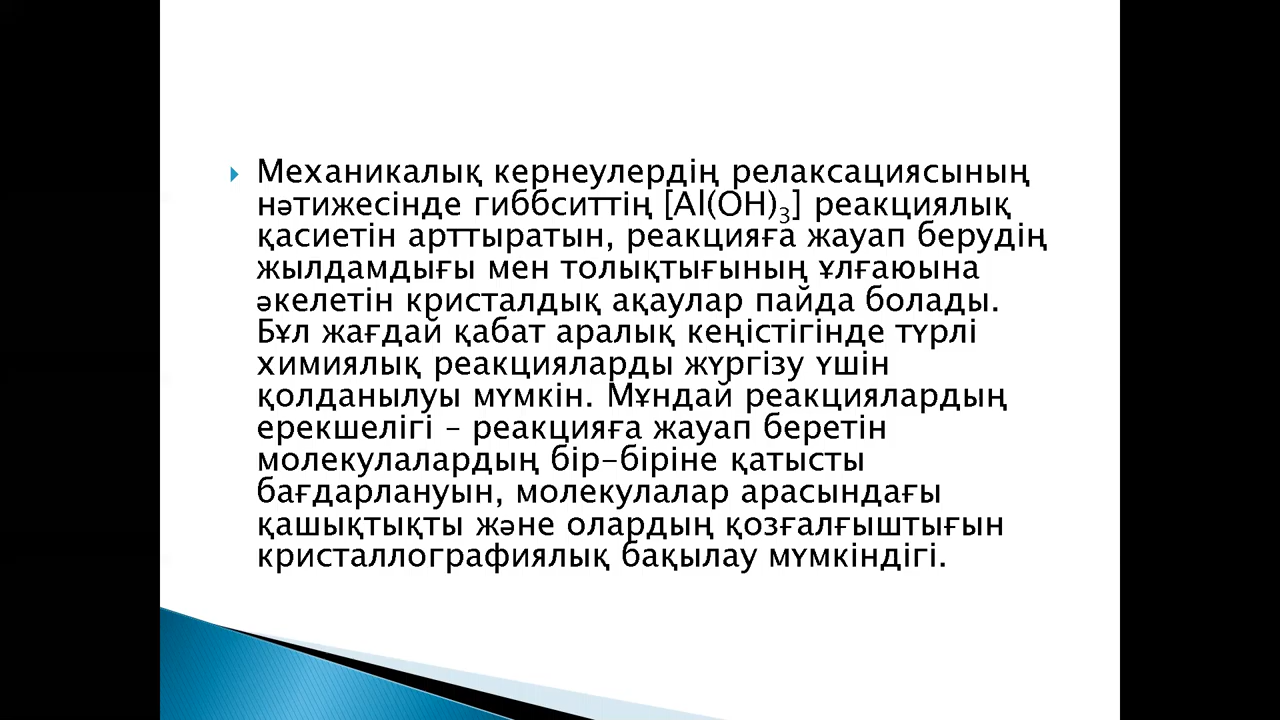 Механикалық кернеулердің релаксациясының
нәтижесінде гиббситтің [Al(OH)₃] реакциялық
қасиетін арттыратын, реакцияға жауап берудің
жылдамдығы мен толықтығының ұлғаюына
әкелетін кристалдық ақаулар пайда болады.
Бұл жағдай қабат аралық кеңістігінде түрлі
химиялық реакцияларды жүргізу үшін
қолданылуы мүмкін. Мұндай реакциялардың
ерекшелігі – реакцияға жауап беретін
молекулалардың бір-біріне қатысты
бағдарлануын, молекулалар арасындағы
қашықтықты және олардың қозғалғыштығын
кристаллографиялық бақылау мүмкіндігі.